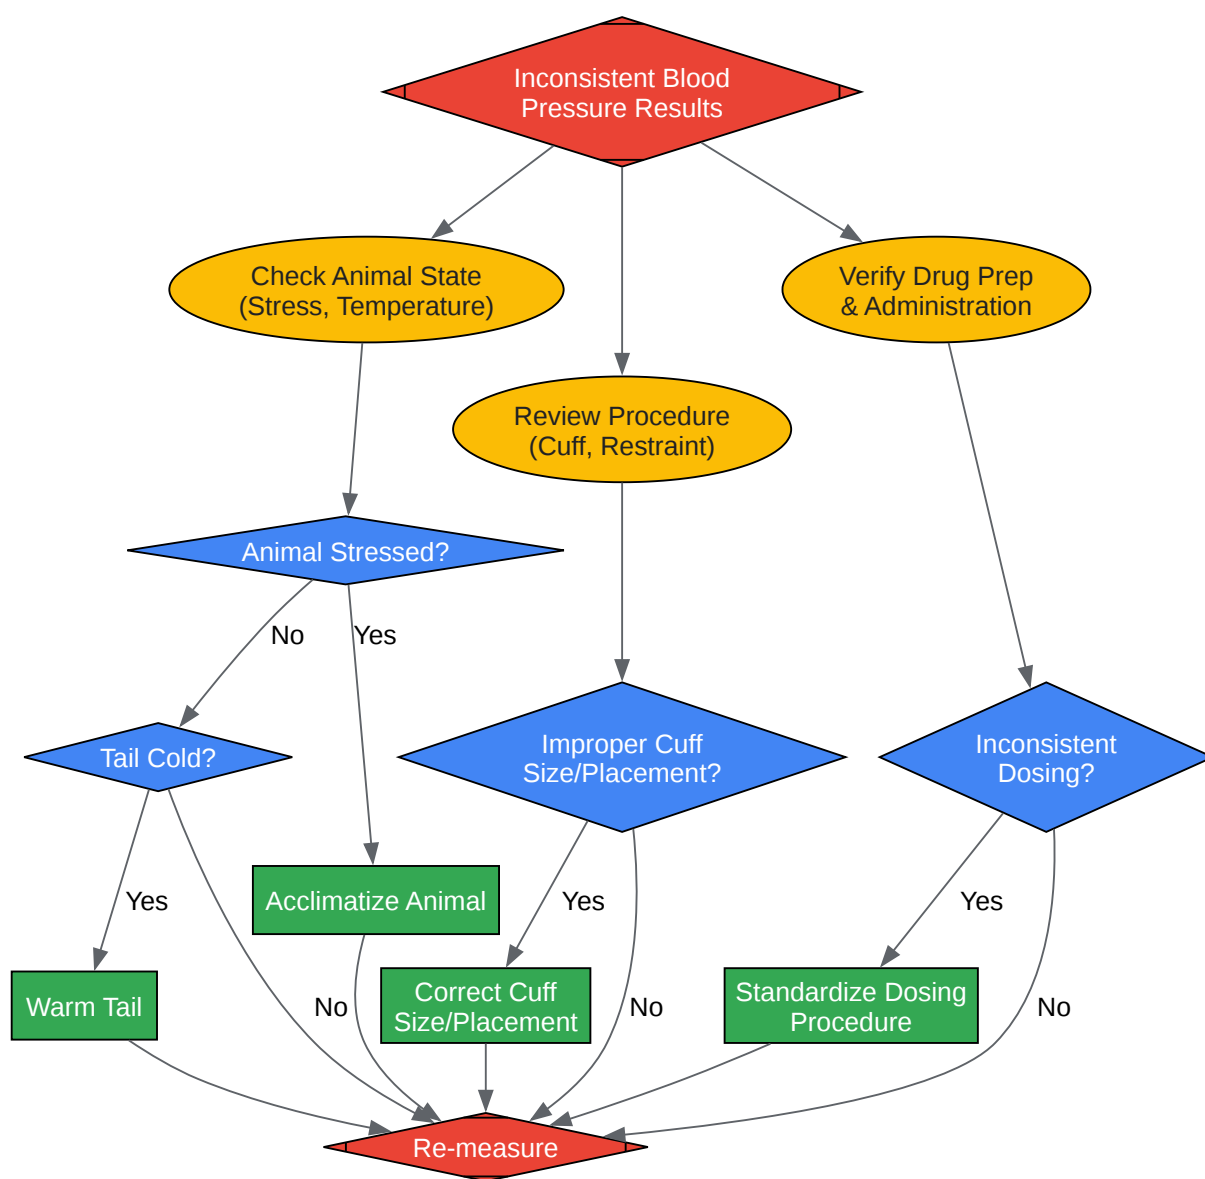 Inconsistent Blood
Pressure Results
Check Animal State
(Stress, Temperature)
Verify Drug Prep
& Administration
Review Procedure
(Cuff, Restraint)
Animal Stressed?
No
Yes
Tail Cold?
Improper Cuff
Size/Placement?
Inconsistent
Dosing?
Yes
Acclimatize Animal
Yes
Yes
Warm Tail
No
Correct Cuff
Size/Placement
No
Standardize Dosing
Procedure
No
Re-measure